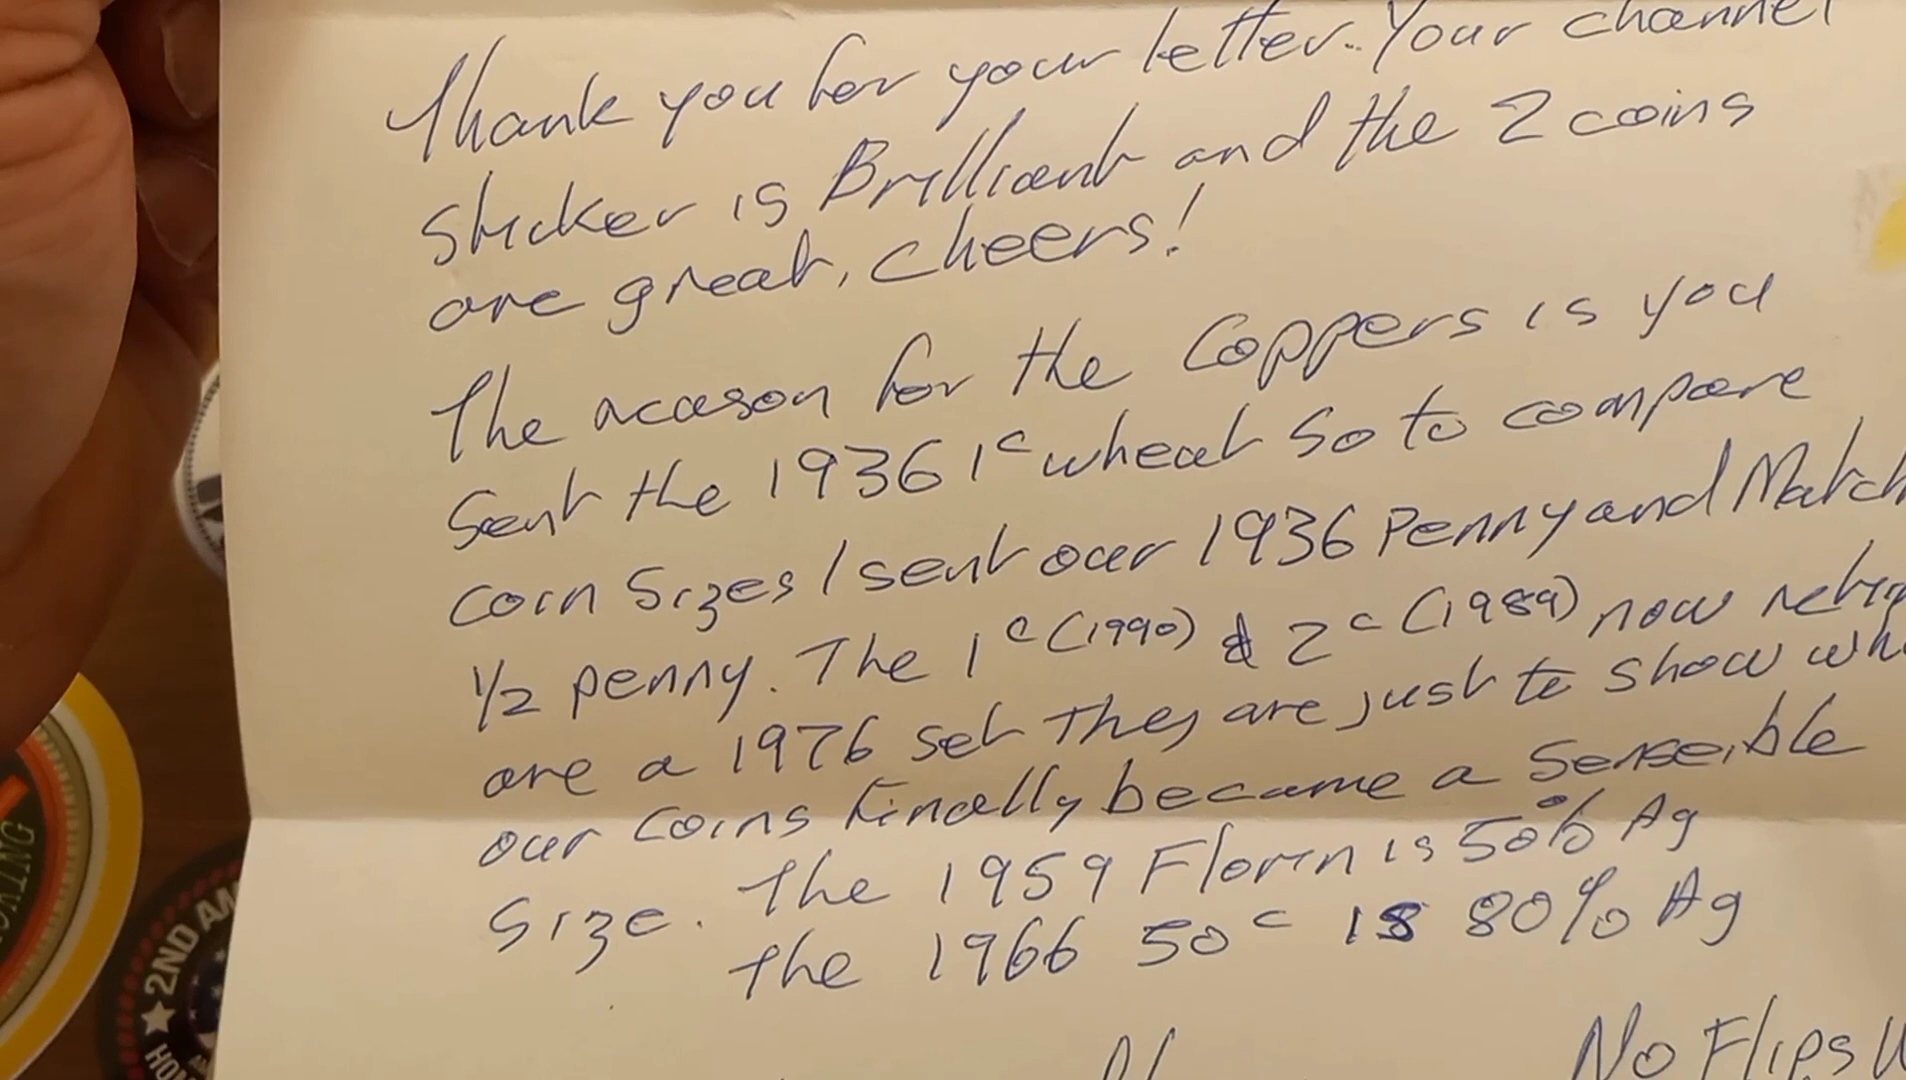 Thank you for your letter. Your channel
Sticker is Brilliant and the 2 coins
are great, cheers!
The reason for the Coppers is you
Sent the 1936 1c wheat so to compare
coin Sizes I sent our 1936 Penny and Match
1/2 penny. The 1c (1990) & 2c (1989) now
are a 1976 set They are just to show
our coins finally became a Senseible
Size. The 1959 Florin is 50% Ag
The 1966 50c is 80% Ag
No Flips
★ 2ND